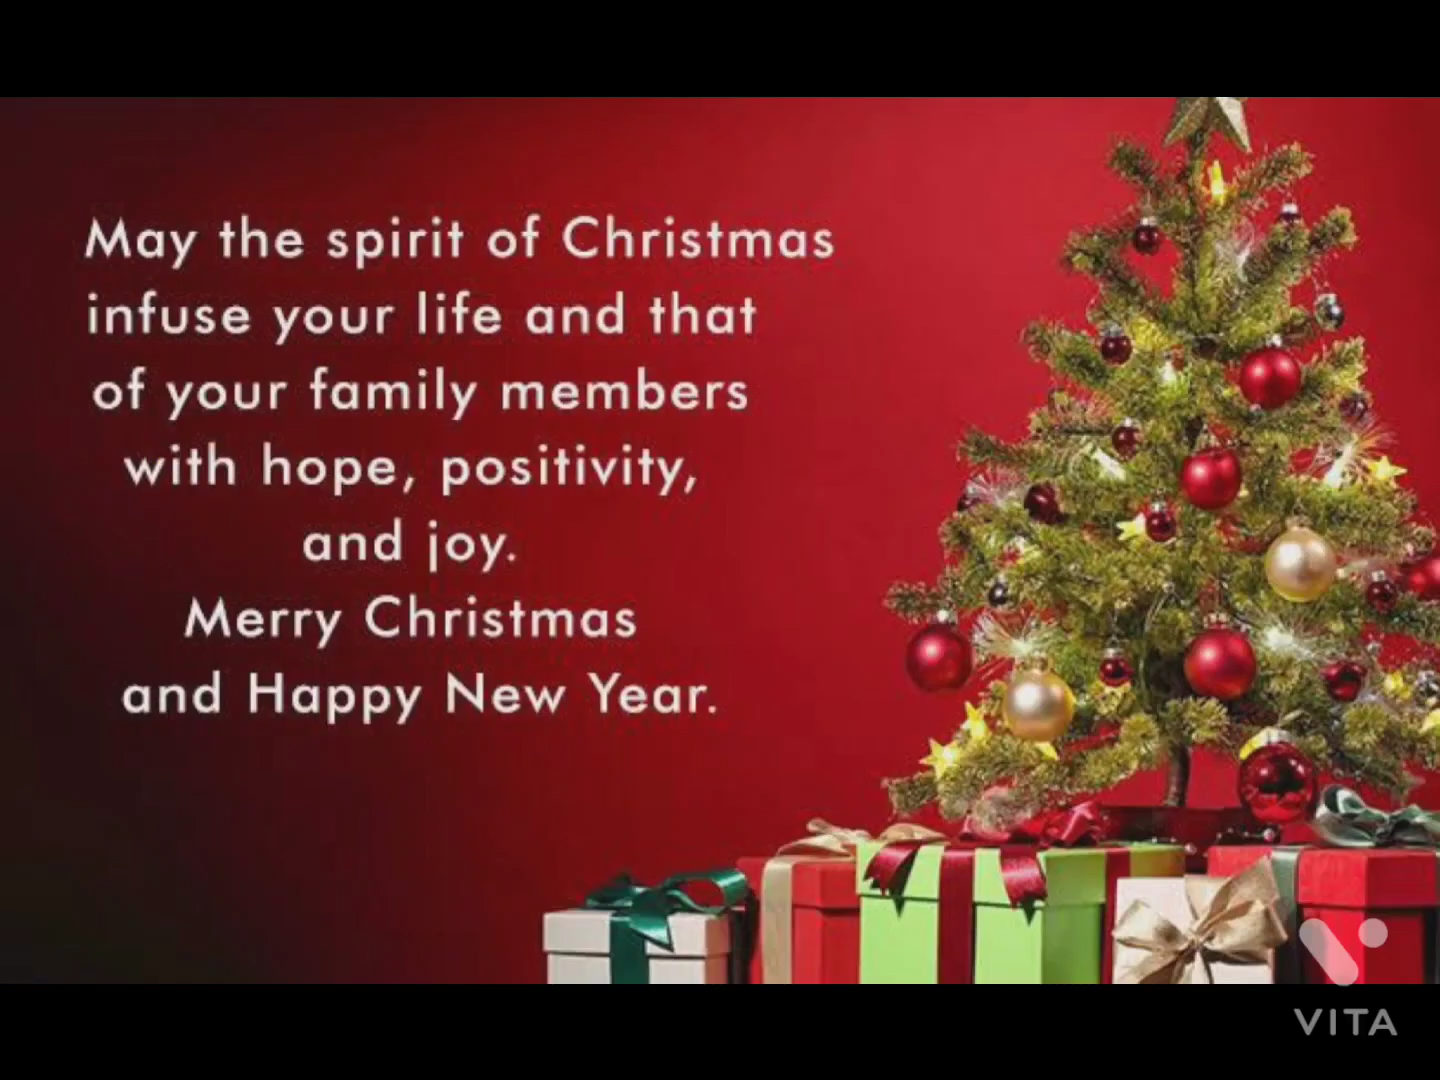 May the spirit of Christmas
infuse your life and that
of your family members
with hope, positivity,
and joy.
Merry Christmas
and Happy New Year.
VITA